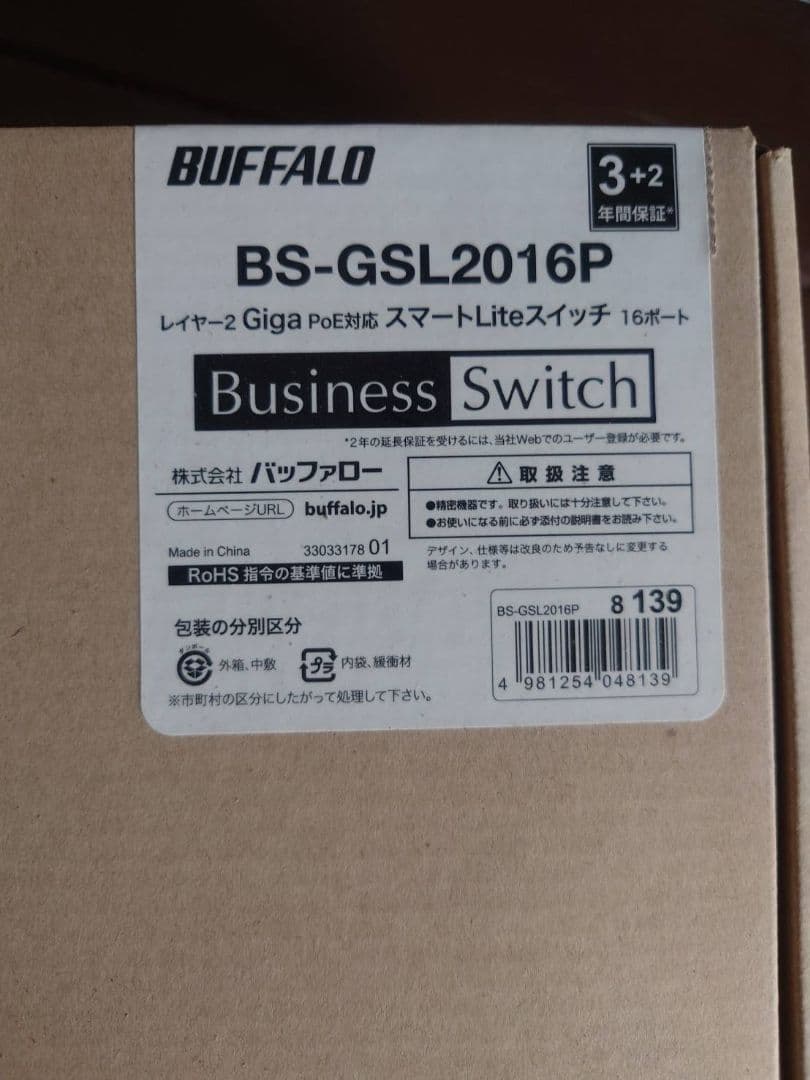 BUFFALO
3+2
年間保証*
BS-GSL2016P
レイヤー2 Giga PoE対応 スマートLiteスイッチ 16ポート
Business Switch
*2年の延長保証を受けるには、当社Webでのユーザー登録が必要です。
株式会社 バッファロー
ホームページURL buffalo.jp
⚠取扱注意
●精密機器です。取り扱いには十分注意して下さい。
●お使いになる前に必ず添付の説明書をお読み下さい。
Made in China 33033178 01
RoHS 指令の基準値に準拠
デザイン、仕様等は改良のため予告なしに変更する
場合があります。
包装の分別区分
ダンボール
外箱、中敷
プラ
内袋、緩衝材
※市町村の区分にしたがって処理して下さい。
BS-GSL2016P 8 139
4 981254 048139